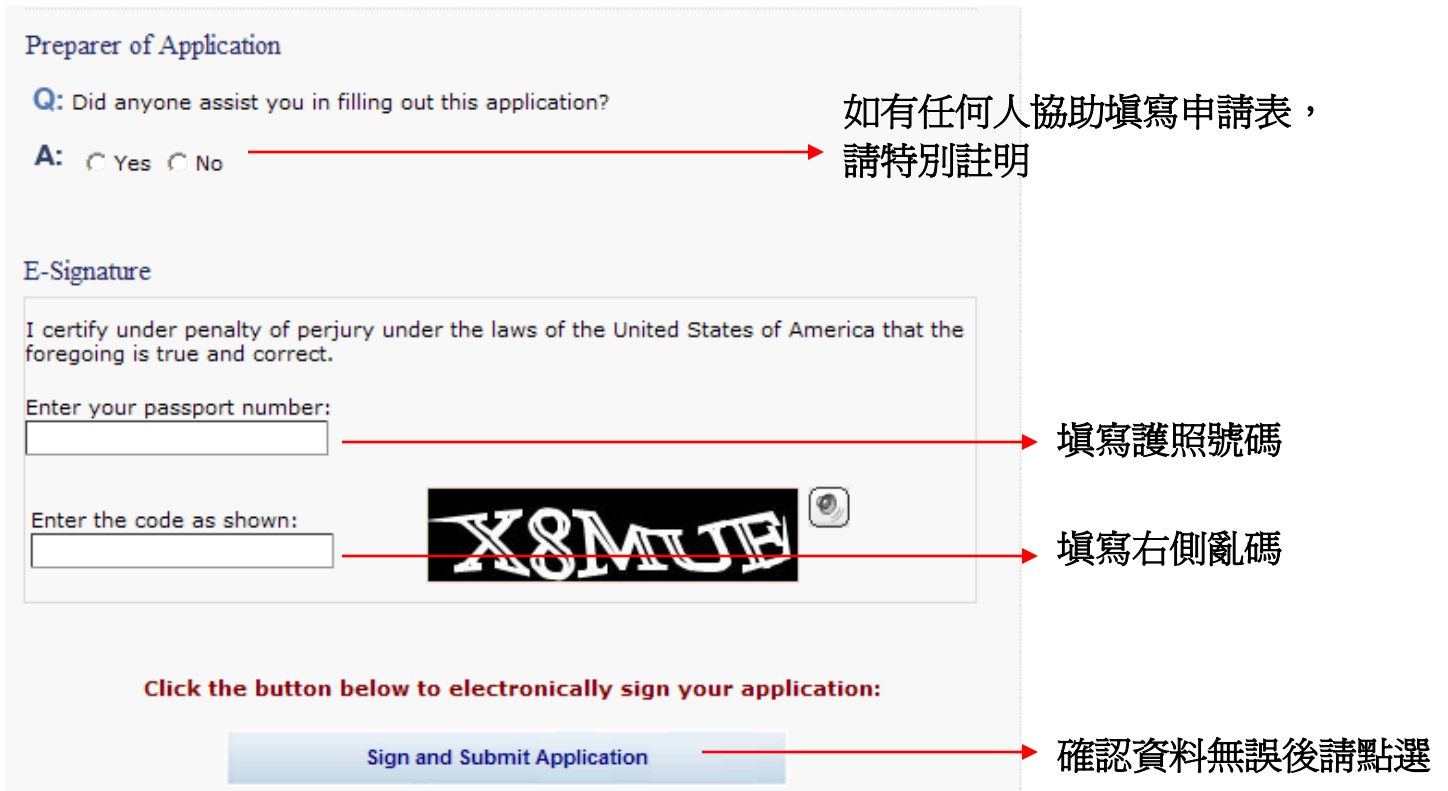 Preparer of Application
Q: Did anyone assist you in filling out this application?
如有任何人協助填寫申請表，
請特別註明
A: Yes No
E-Signature
I certify under penalty of perjury under the laws of the United States of America that the
foregoing is true and correct.
Enter your passport number:
填寫護照號碼
Enter the code as shown:
X8MUE
填寫右側亂碼
Click the button below to electronically sign your application:
Sign and Submit Application
確認資料無誤後請點選